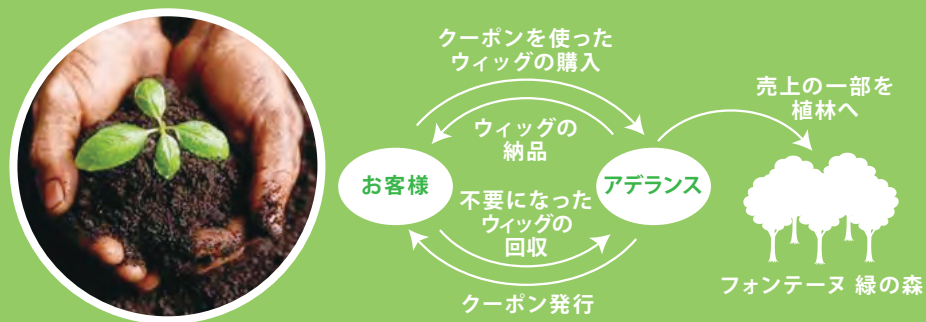 クーポンを使った
ウィッグの購入
売上の一部を
植林へ
ウィッグの
納品
お客様
アデランス
不要になった
ウィッグの
回収
フォンテーヌ 緑の森
クーポン発行